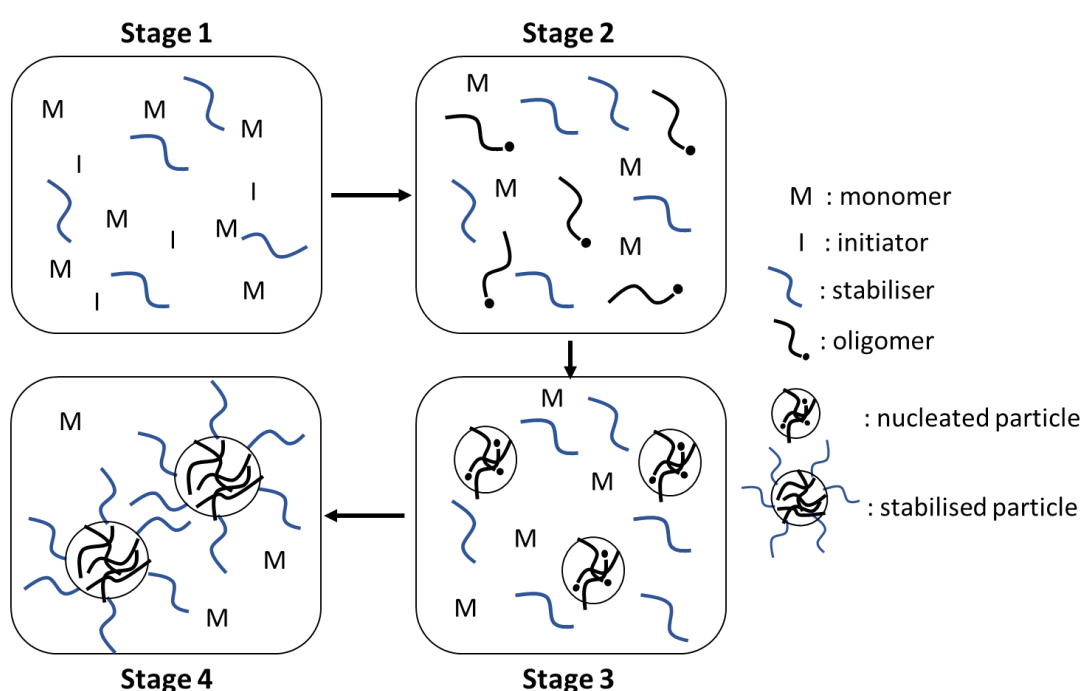 Stage 1
M
M
M
I
I
M
M
I
M
M
I
Stage 2
M
M
M
M
M : monomer
I : initiator
: stabiliser
: oligomer
: nucleated particle
: stabilised particle
M
M
M
Stage 4
M
M
M
M
Stage 3